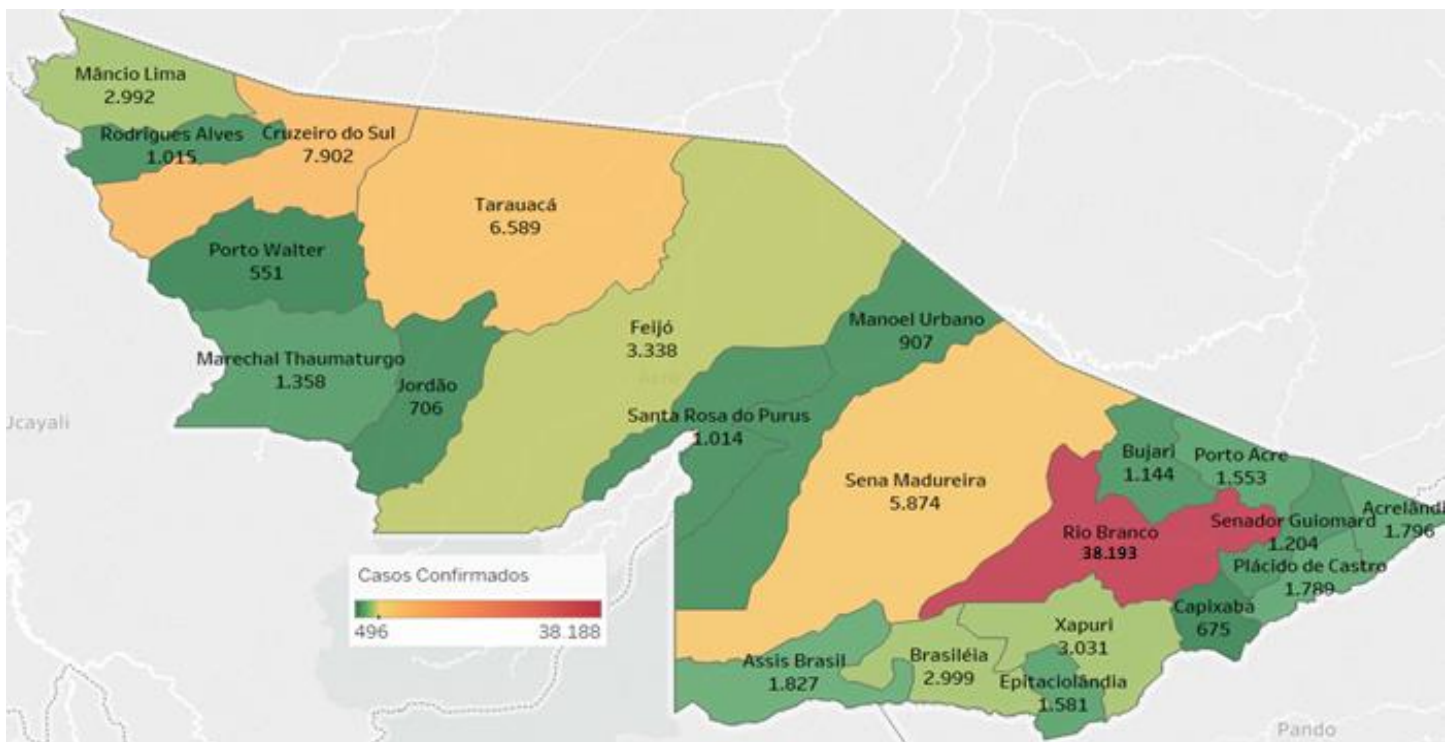 Mâncio Lima
2.992
Rodrigues Alves
1.015
Cruzeiro do Sul
7.902
Tarauacá
6.589
Porto Walter
551
Feijó
3.338
Manoel Urbano
907
Marechal Thaumaturgo
1.358
Jordão
706
Santa Rosa do Purus
1.014
Ucayali
Sena Madureira
5.874
Bujari
1.144
Porto Acre
1.553
Acrelândi
1.796
Senador Guiomard
1.204
Rio Branco
38.193
Plácido de Castro
1.789
Capixaba
675
Xapuri
3.031
Brasiléia
2.999
Assis Brasil
1.827
Epitaciolândia
1.581
Casos Confirmados
496 38.188
Pando